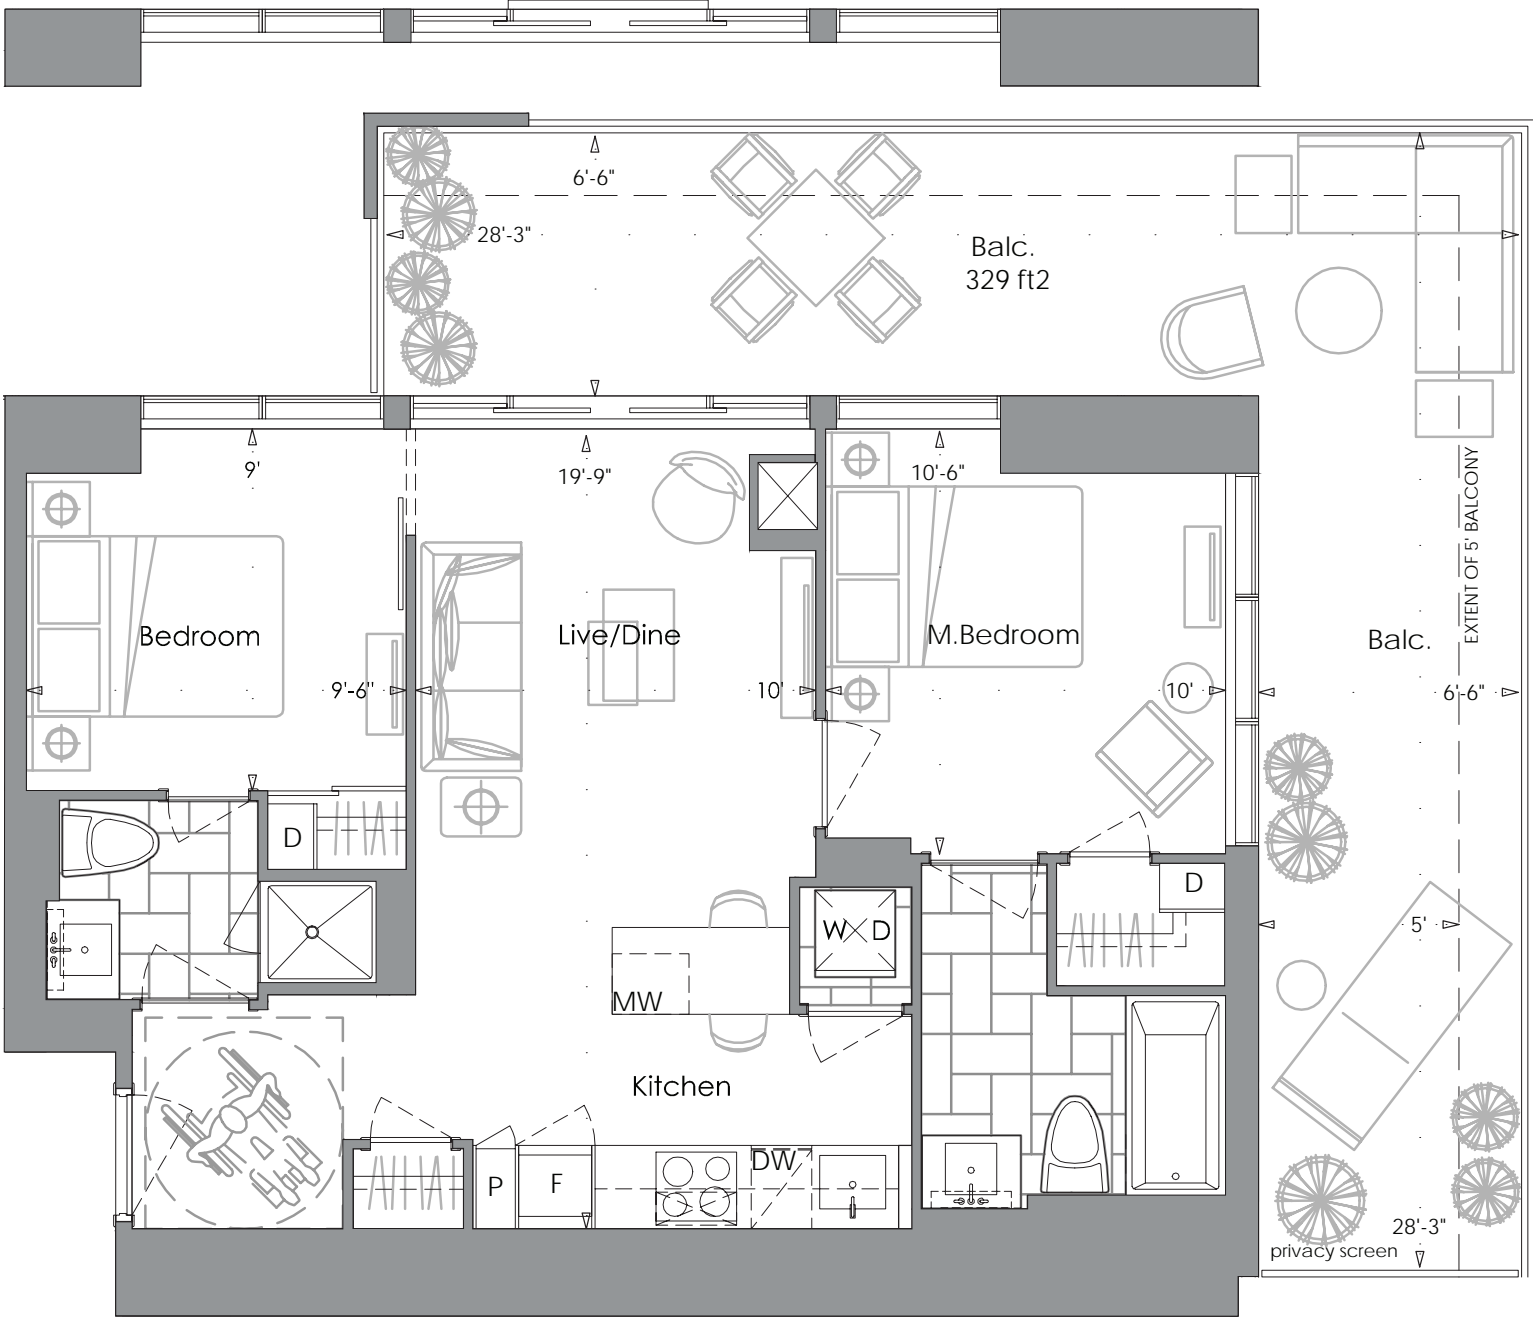 6'-6"
28'-3"
Balc.
329 ft2
9'
19'-9"
10'-6"
EXTENT OF 5' BALCONY
Bedroom
Live/Dine
M.Bedroom
Balc.
9'-6"
10'
10'
6'-6"
D
D
W D
5'
MW
Kitchen
P
F
DW
28'-3"
privacy screen